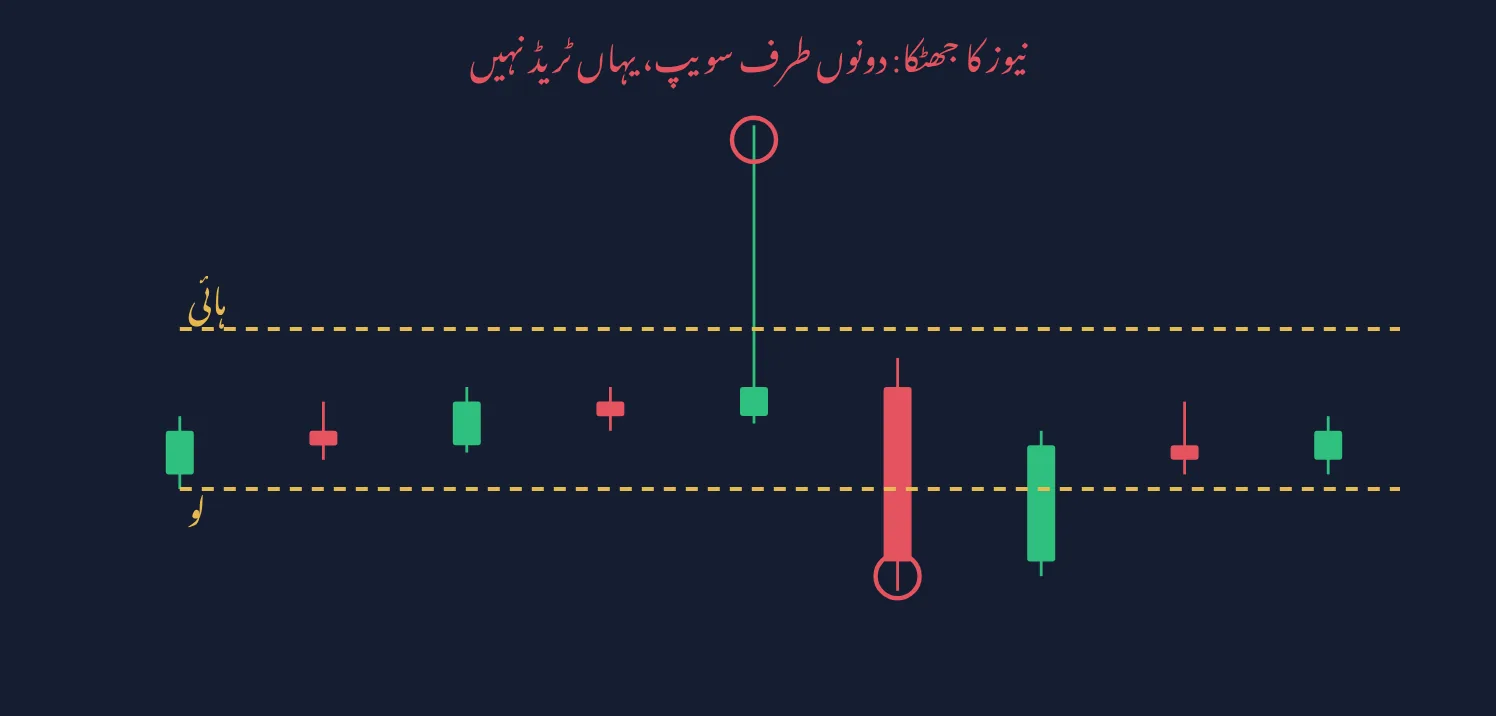 نیوز کا جھٹکا: دونوں طرف سویپ، یہاں ٹریڈ نہیں
ہائی
لو